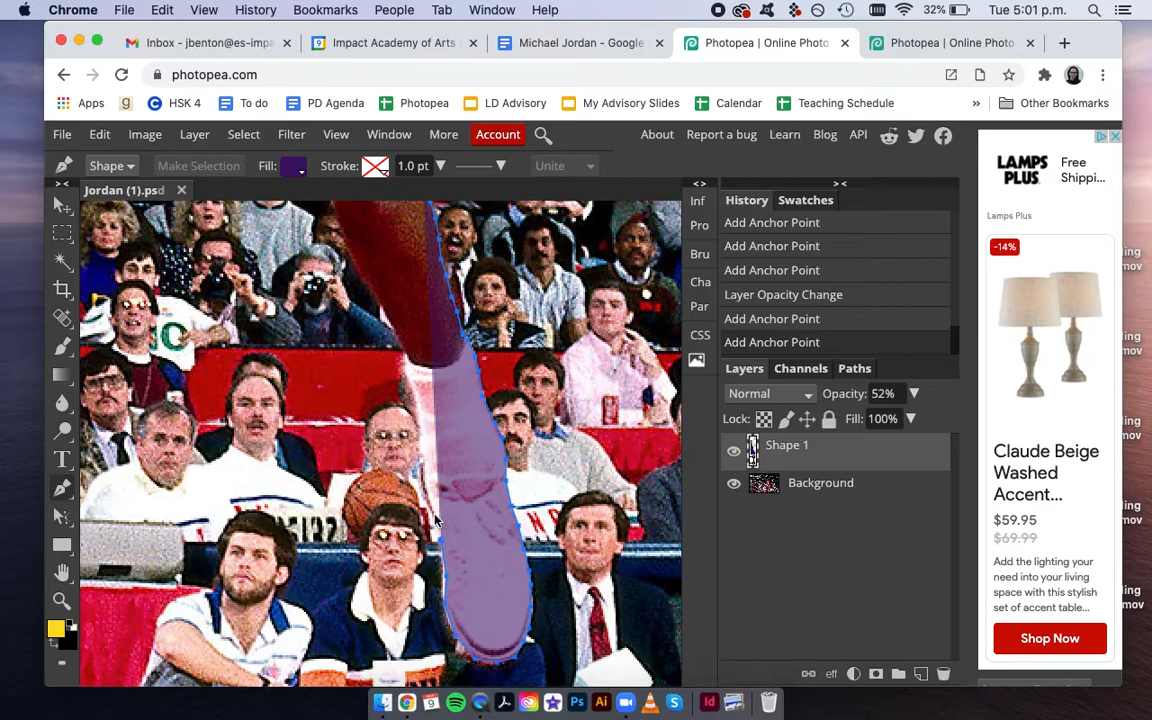 Chrome File Edit View History Bookmarks People Tab Window Help 32% Tue 5:01 p.m.
Inbox - jbenton@es-impa Impact Academy of Arts Michael Jordan - Google Photopea | Online Photo Photopea | Online Photo
photopea.com
Apps HSK 4 To do PD Agenda Photopea LD Advisory My Advisory Slides Calendar Teaching Schedule » Other Bookmarks
File Edit Image Layer Select Filter View Window More Account About Report a bug Learn Blog API
Shape Make Selection Fill: Stroke: 1.0 pt Unite
Jordan (1).psd
> < < > > <
Inf
Pro
Bru
Cha
Par
CSS
History Swatches
Add Anchor Point
Add Anchor Point
Add Anchor Point
Layer Opacity Change
Add Anchor Point
Add Anchor Point
Layers Channels Paths
Normal Opacity: 52%
Lock: Fill: 100%
Shape 1
Background
eff
LAMPS PLUS
Free Shippi...
Lamps Plus
-14%
Claude Beige
Washed
Accent...
$59.95
$69.99
Add the lighting your
need into your living
space with this stylish
set of accent table...
Shop Now
ling
mov
ling
mov
ling
mov